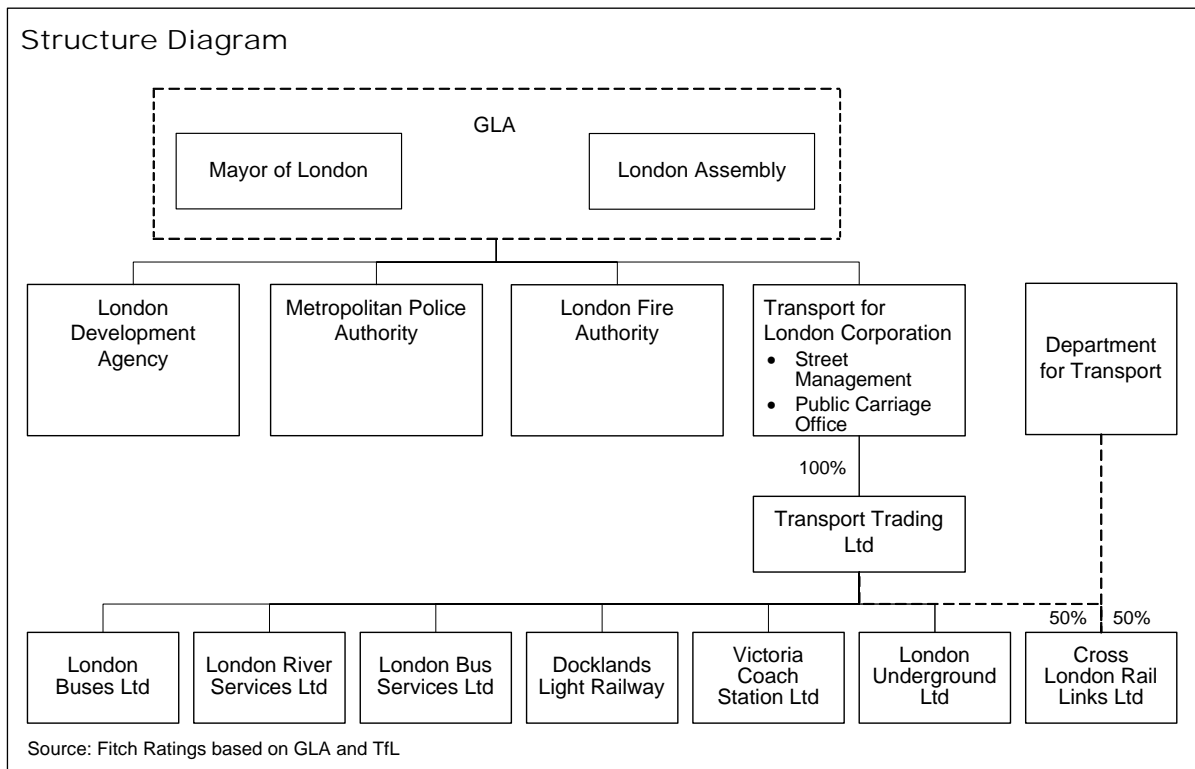 Structure Diagram
GLA
Mayor of London
London Assembly
London
Development
Agency
Metropolitan Police
Authority
London Fire
Authority
Transport for
London Corporation
• Street
Management
• Public Carriage
Office
Department
for Transport
100%
Transport Trading
Ltd
50% 50%
London
Buses Ltd
London River
Services Ltd
London Bus
Services Ltd
Docklands
Light Railway
Victoria
Coach
Station Ltd
London
Underground
Ltd
Cross
London Rail
Links Ltd
Source: Fitch Ratings based on GLA and TfL